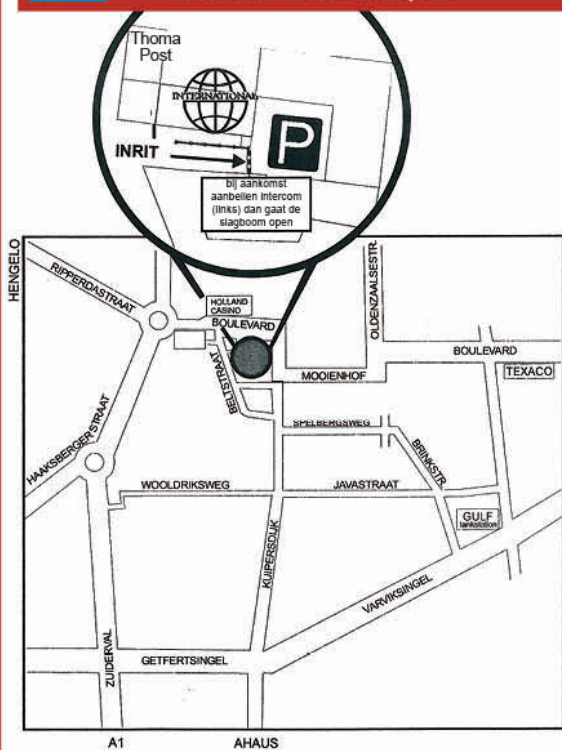 Thoma
Post
INTERNATIONAL
P
INRIT
bij aankomst
aanbellen intercom
(links) dan gaat de
slagboom open
HENGELO
RIPPERDASTRAAT
HOLLAND
CASINO
BOULEVARD
OLDENZAALSESTR.
BOULEVARD
TEXACO
MOOIENHOF
BELTSTRAAT
SPELBERGSWEG
BRINKSTR.
HAAKSBERGERSTRAAT
WOOLDRIKSWEG
JAVASTRAAT
GULF
tankstation
KUIPERSDIJK
VARVIKSINGEL
ZUIDERVAL
GETFERTSINGEL
A1
AHAUS